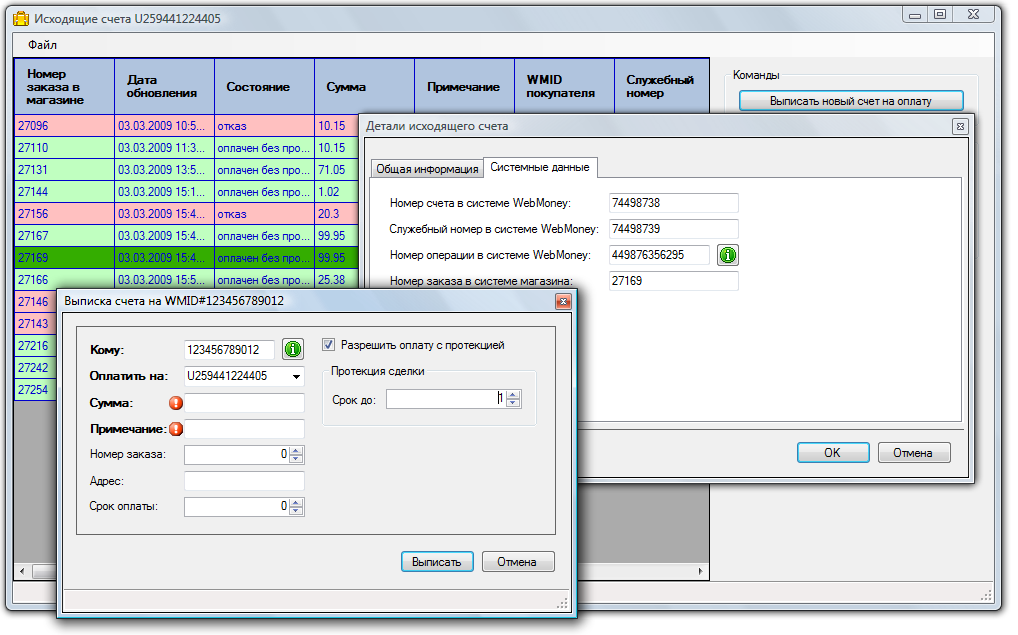 Исходящие счета U259441224405
Файл
Номер заказа в магазине
Дата обновления
Состояние
Сумма
Примечание
WMID покупателя
Служебный номер
27096 03.03.2009 10:5... отказ 10.15
27110 03.03.2009 11:3... оплачен без про... 10.15
27131 03.03.2009 13:5... оплачен без про... 71.05
27144 03.03.2009 15:1... оплачен без про... 1.02
27156 03.03.2009 15:4... отказ 20.3
27167 03.03.2009 15:4... оплачен без про... 99.95
27169 03.03.2009 15:4... оплачен без про... 99.95
27166 03.03.2009 15:5... оплачен без про... 25.38
27146
27143
27216
27242
27254
Команды
Выписать новый счет на оплату
Детали исходящего счета
Общая информация Системные данные
Номер счета в системе WebMoney: 74498738
Служебный номер в системе WebMoney: 74498739
Номер операции в системе WebMoney: 449876356295
Номер заказа в системе магазина: 27169
OK Отмена
Выписка счета на WMID#123456789012
Кому: 123456789012
Оплатить на: U259441224405
Сумма:
Примечание:
Номер заказа: 0
Адрес:
Срок оплаты: 0
Разрешить оплату с протекцией
Протекция сделки
Срок до: 1
Выписать Отмена